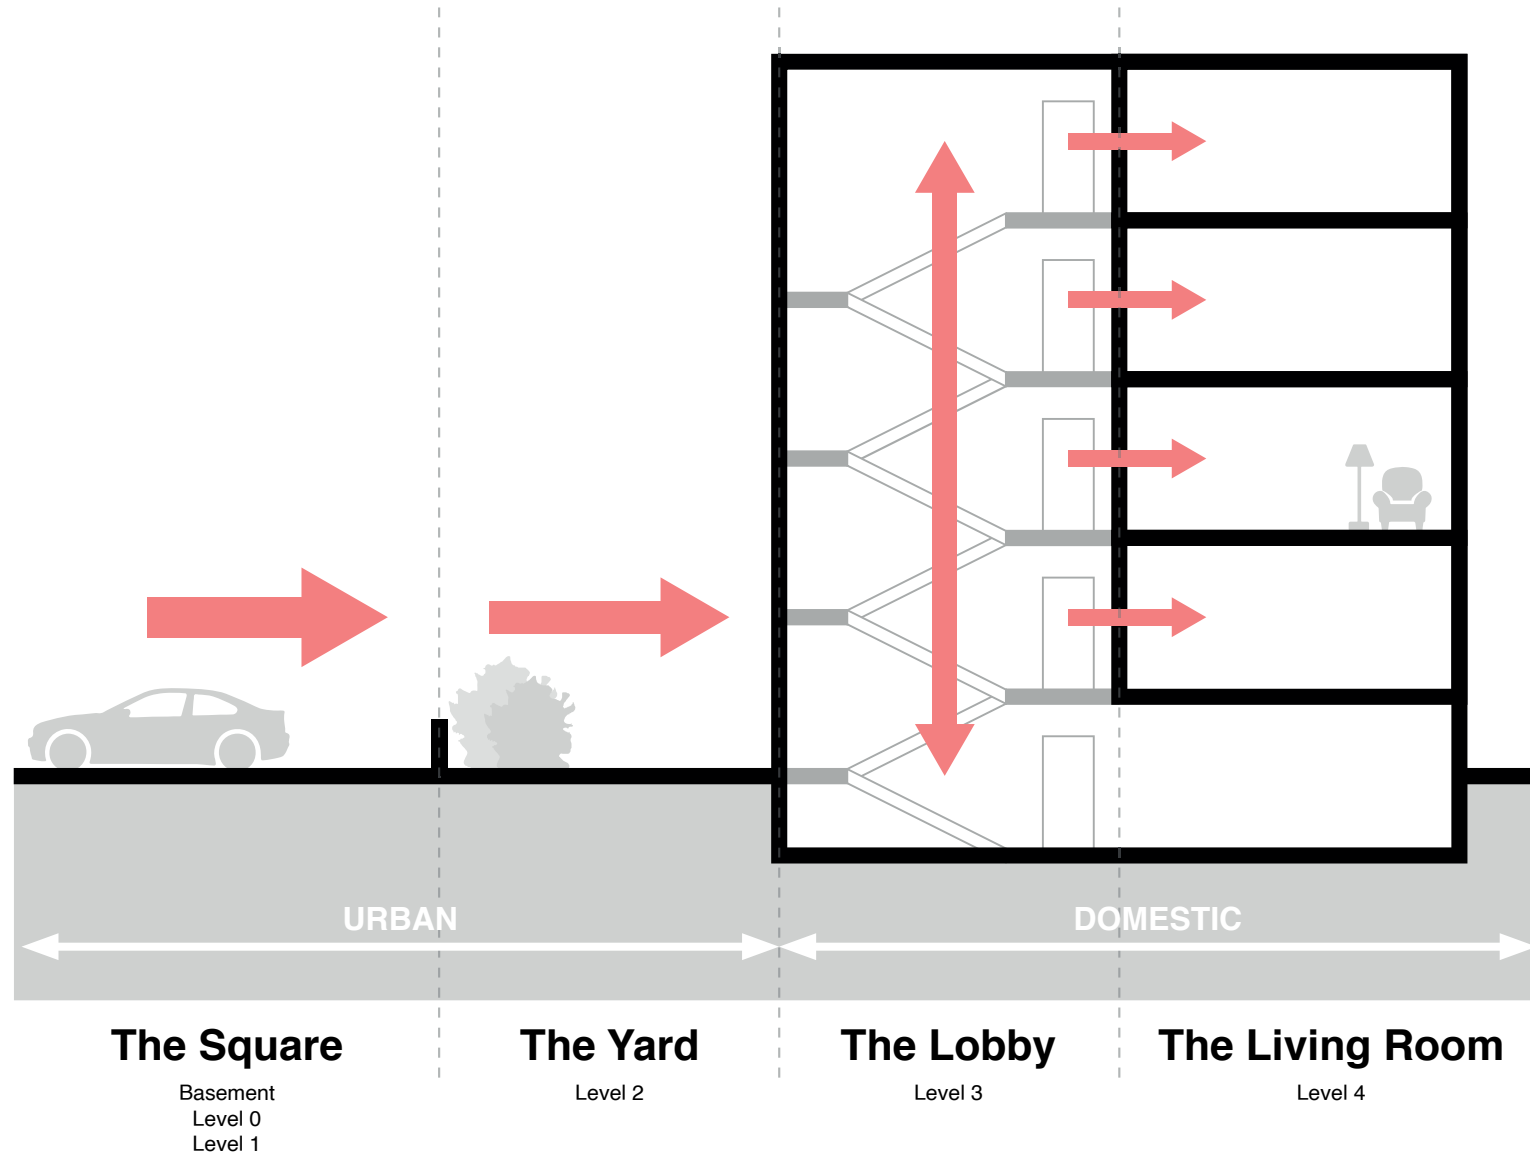 URBAN
DOMESTIC
The Square
Basement
Level 0
Level 1
The Yard
Level 2
The Lobby
Level 3
The Living Room
Level 4